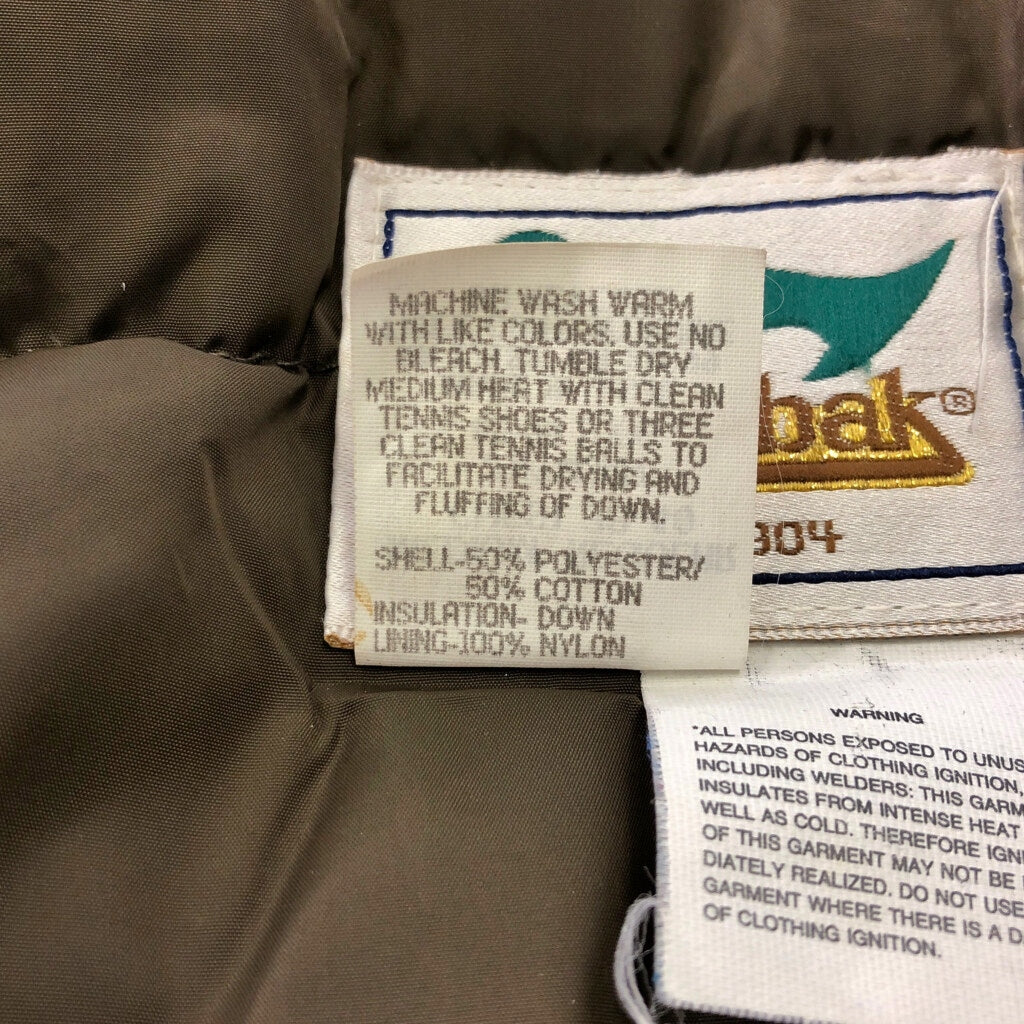 MACHINE WASH WARM
WITH LIKE COLORS. USE NO
BLEACH. TUMBLE DRY
MEDIUM HEAT WITH CLEAN
TENNIS SHOES OR THREE
CLEAN TENNIS BALLS TO
FACILITATE DRYING AND
FLUFFING OF DOWN.
SHELL-50% POLYESTER/
50% COTTON
INSULATION- DOWN
LINING-100% NYLON
bak®
304
WARNING
*ALL PERSONS EXPOSED TO UNUS
HAZARDS OF CLOTHING IGNITION,
INCLUDING WELDERS: THIS GARM
INSULATES FROM INTENSE HEAT
WELL AS COLD. THEREFORE IGNI
OF THIS GARMENT MAY NOT BE
DIATELY REALIZED. DO NOT USE
GARMENT WHERE THERE IS A D
OF CLOTHING IGNITION.